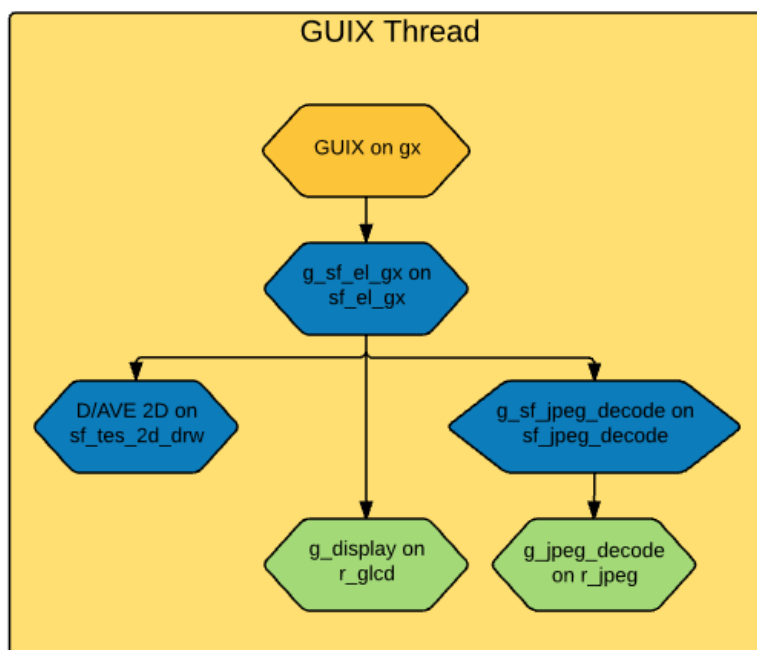 GUIX Thread
GUIX on gx
g_sf_el_gx on
sf_el_gx
D/AVE 2D on
sf_tes_2d_drw
g_sf_jpeg_decode on
sf_jpeg_decode
g_display on
r_glcd
g_jpeg_decode
on r_jpeg